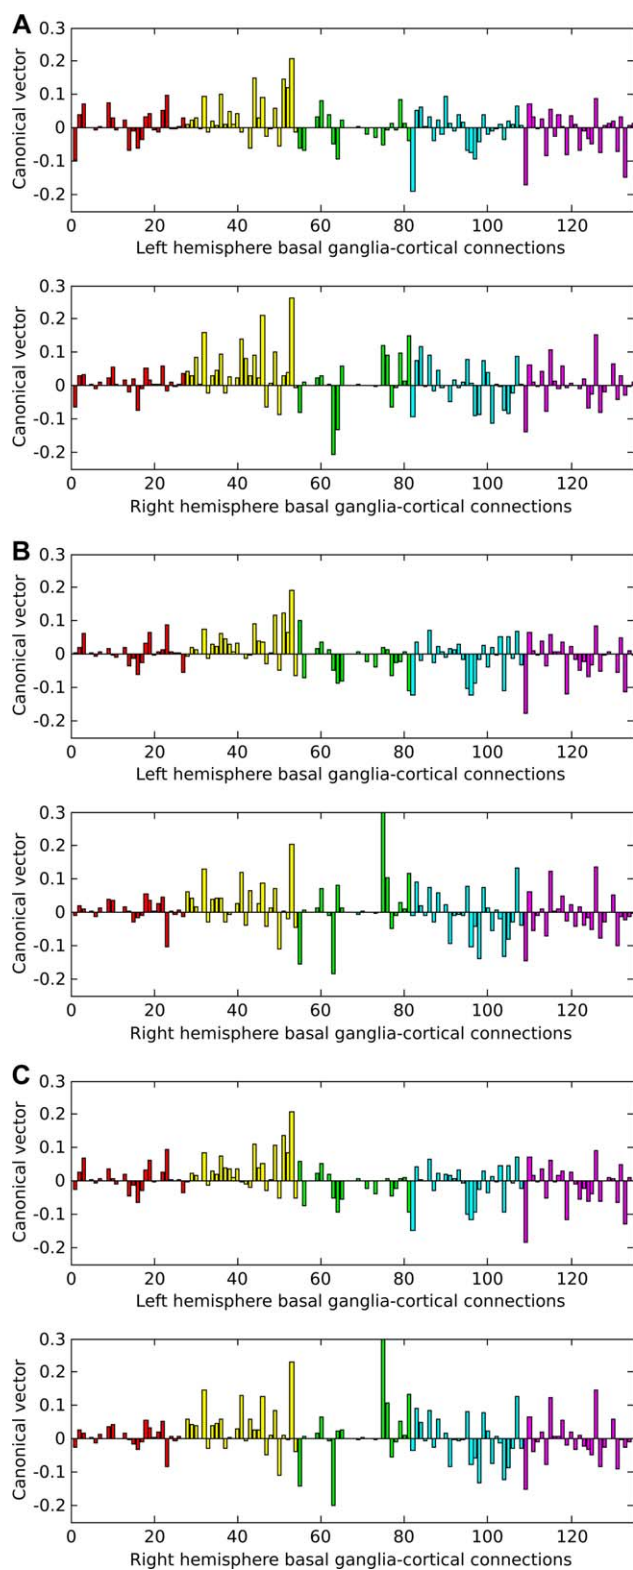 A
0.3
0.2
0.1
0
-0.1
-0.2
Canonical vector
0 20 40 60 80 100 120
Left hemisphere basal ganglia-cortical connections
0.3
0.2
0.1
0
-0.1
-0.2
Canonical vector
0 20 40 60 80 100 120
Right hemisphere basal ganglia-cortical connections
B
0.3
0.2
0.1
0
-0.1
-0.2
Canonical vector
0 20 40 60 80 100 120
Left hemisphere basal ganglia-cortical connections
0.3
0.2
0.1
0
-0.1
-0.2
Canonical vector
0 20 40 60 80 100 120
Right hemisphere basal ganglia-cortical connections
C
0.3
0.2
0.1
0
-0.1
-0.2
Canonical vector
0 20 40 60 80 100 120
Left hemisphere basal ganglia-cortical connections
0.3
0.2
0.1
0
-0.1
-0.2
Canonical vector
0 20 40 60 80 100 120
Right hemisphere basal ganglia-cortical connections